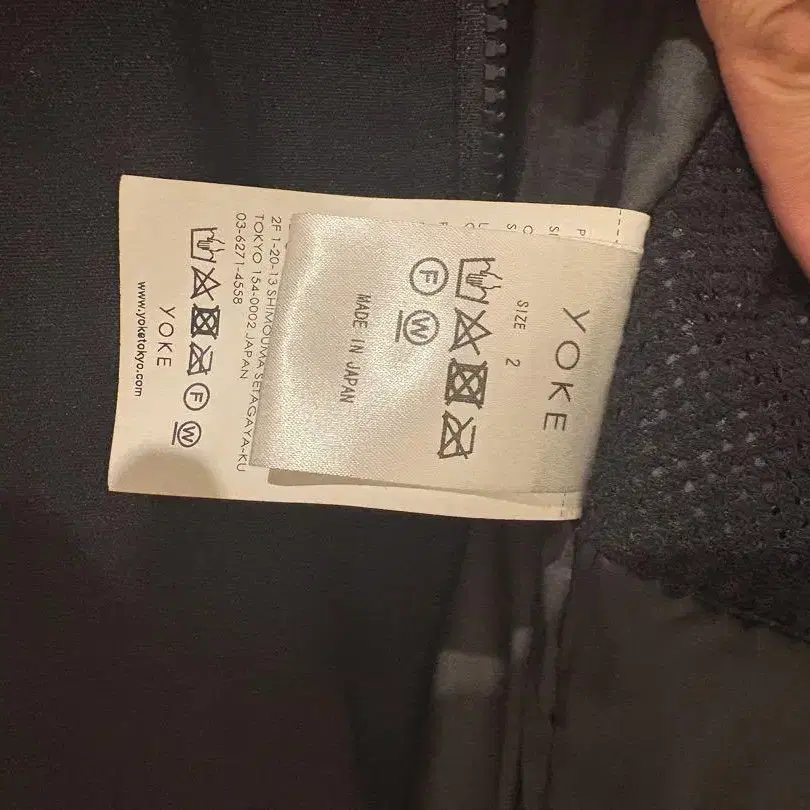 YOKE
SIZE 2
F W
MADE IN JAPAN
2F 1-20-13 SHIMOUMA SETAGAYA-KU
TOKYO 154-0002 JAPAN
03-6271-4558
F W
YOKE
www.yoketokyo.com